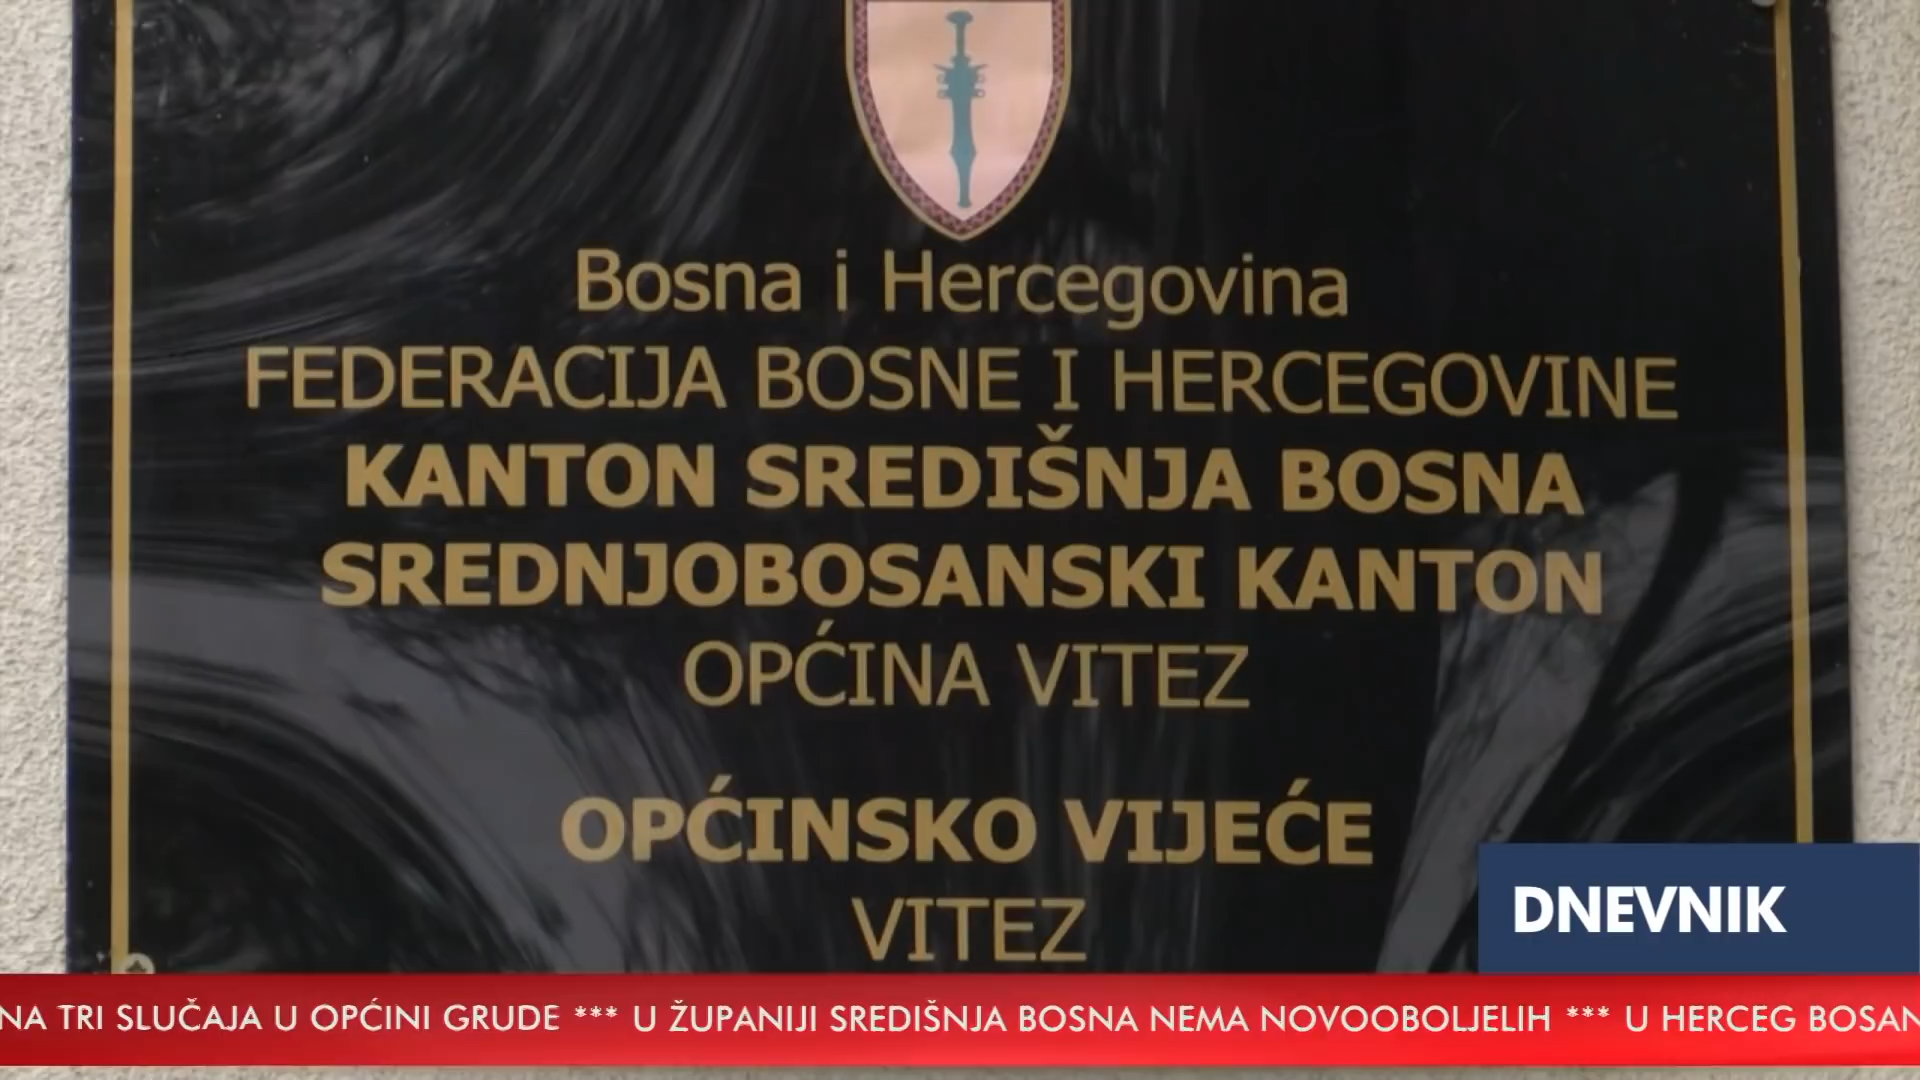 Bosna i Hercegovina
FEDERACIJA BOSNE I HERCEGOVINE
KANTON SREDIŠNJA BOSNA
SREDNJOBOSANSKI KANTON
OPĆINA VITEZ
OPĆINSKO VIJEĆE
VITEZ
DNEVNIK
NA TRI SLUČAJA U OPĆINI GRUDE *** U ŽUPANIJI SREDIŠNJA BOSNA NEMA NOVOOBOLJELIH *** U HERCEG BOSAN